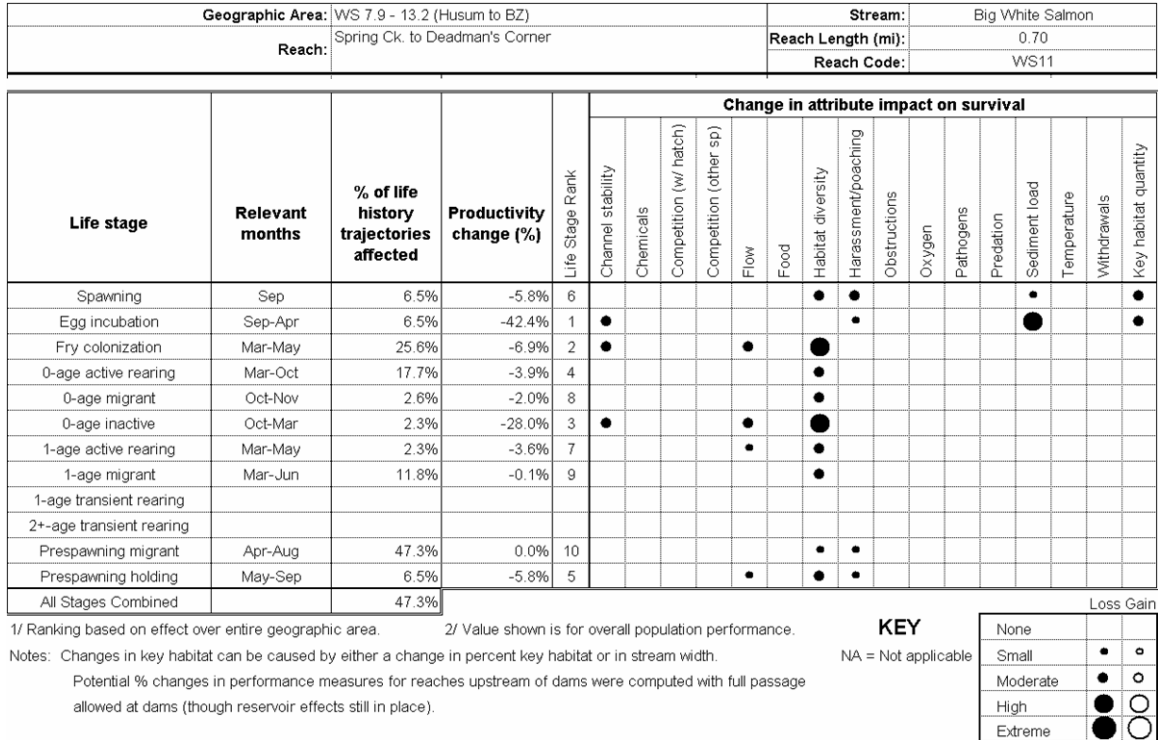 Geographic Area: WS 7.9 - 13.2 (Husum to BZ) Stream: Big White Salmon
Reach: Spring Ck. to Deadman's Corner Reach Length (mi): 0.70
Reach Code: WS11
Change in attribute impact on survival
Life stage Relevant months % of life history trajectories affected Productivity change (%) Life Stage Rank Channel stability Chemicals Competition (w/ hatch) Competition (other sp) Flow Food Habitat diversity Harassment/poaching Obstructions Oxygen Pathogens Predation Sediment load Temperature Withdrawals Key habitat quantity
Spawning Sep 6.5% -5.8% 6
Egg incubation Sep-Apr 6.5% -42.4% 1
Fry colonization Mar-May 25.6% -6.9% 2
0-age active rearing Mar-Oct 17.7% -3.9% 4
0-age migrant Oct-Nov 2.6% -2.0% 8
0-age inactive Oct-Mar 2.3% -28.0% 3
1-age active rearing Mar-May 2.3% -3.6% 7
1-age migrant Mar-Jun 11.8% -0.1% 9
1-age transient rearing
2+-age transient rearing
Prespawning migrant Apr-Aug 47.3% 0.0% 10
Prespawning holding May-Sep 6.5% -5.8% 5
All Stages Combined 47.3%
Loss Gain
1/ Ranking based on effect over entire geographic area. 2/ Value shown is for overall population performance. KEY None
Notes: Changes in key habitat can be caused by either a change in percent key habitat or in stream width. NA = Not applicable Small
Potential % changes in performance measures for reaches upstream of dams were computed with full passage Moderate
allowed at dams (though reservoir effects still in place). High
Extreme